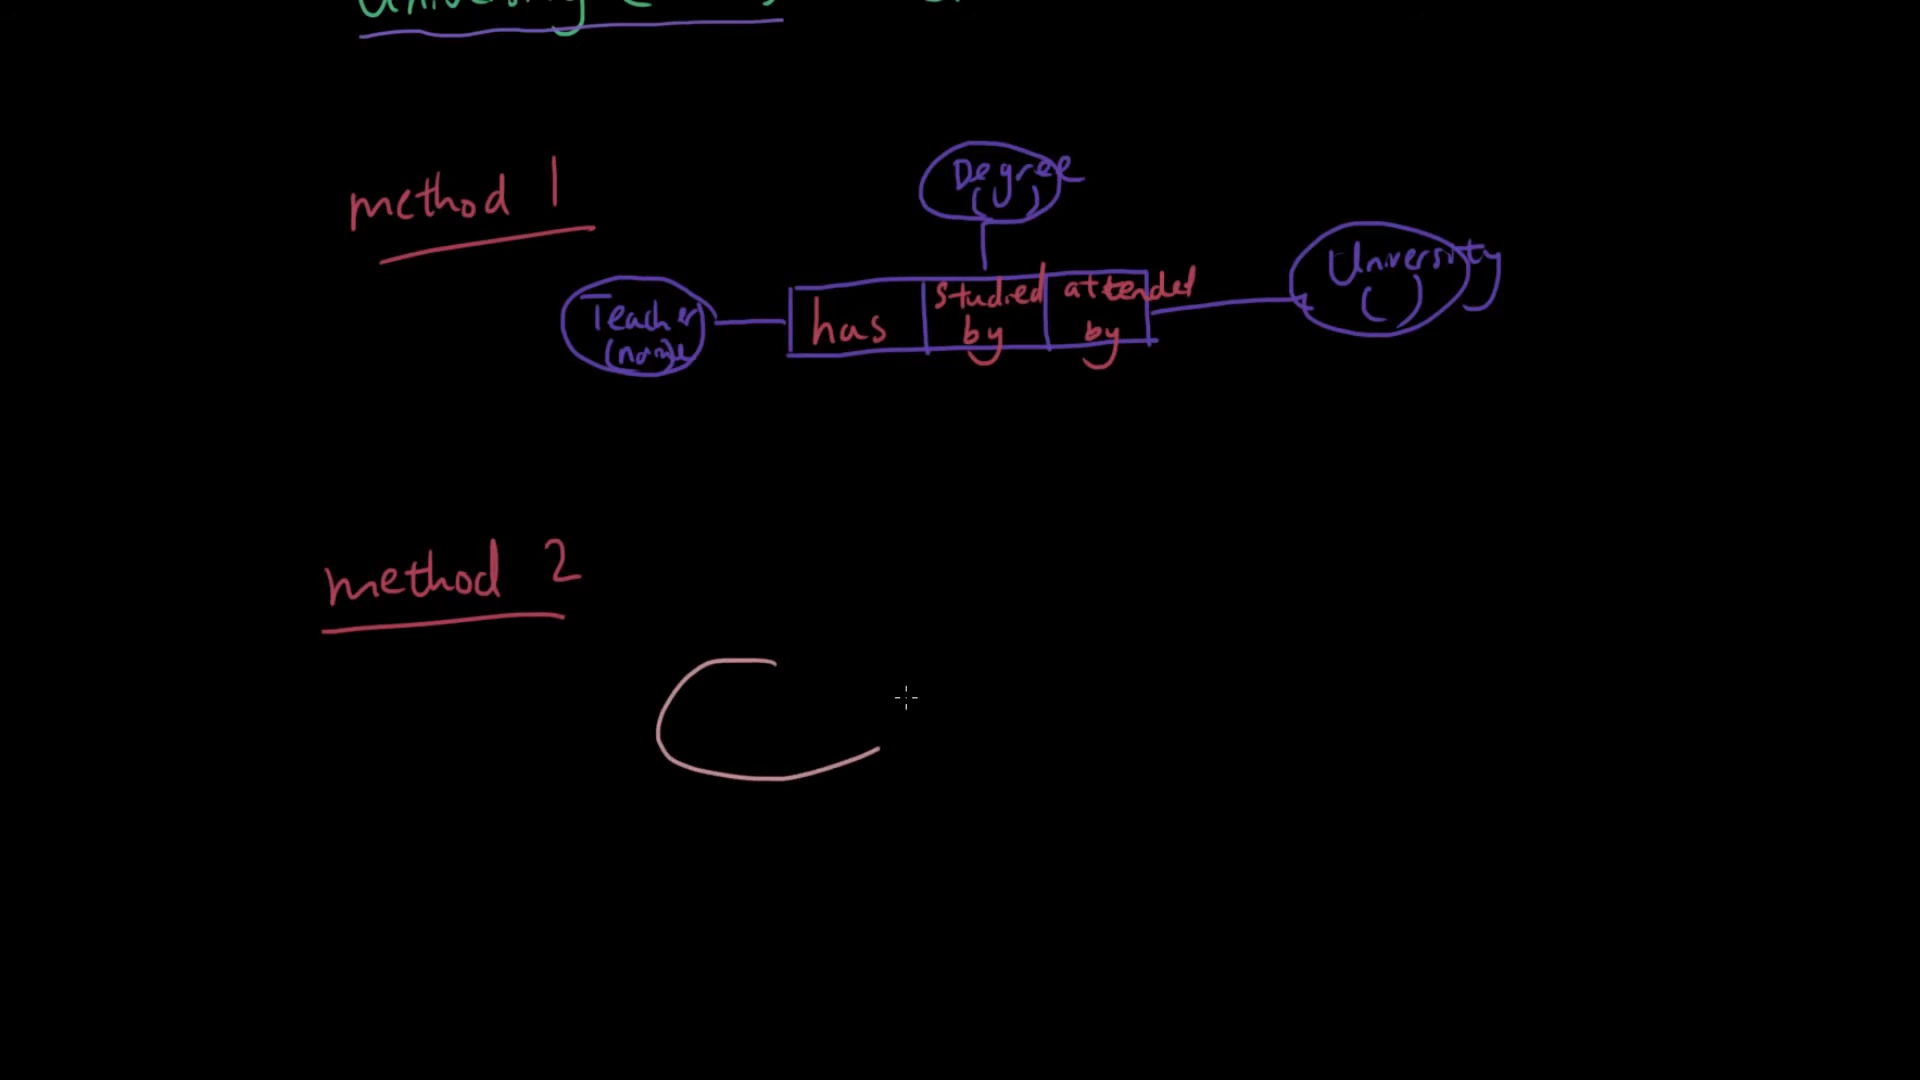 method 1
Degree
( )
University
( )
Teacher
(name
has
studied
by
attended
by
method 2